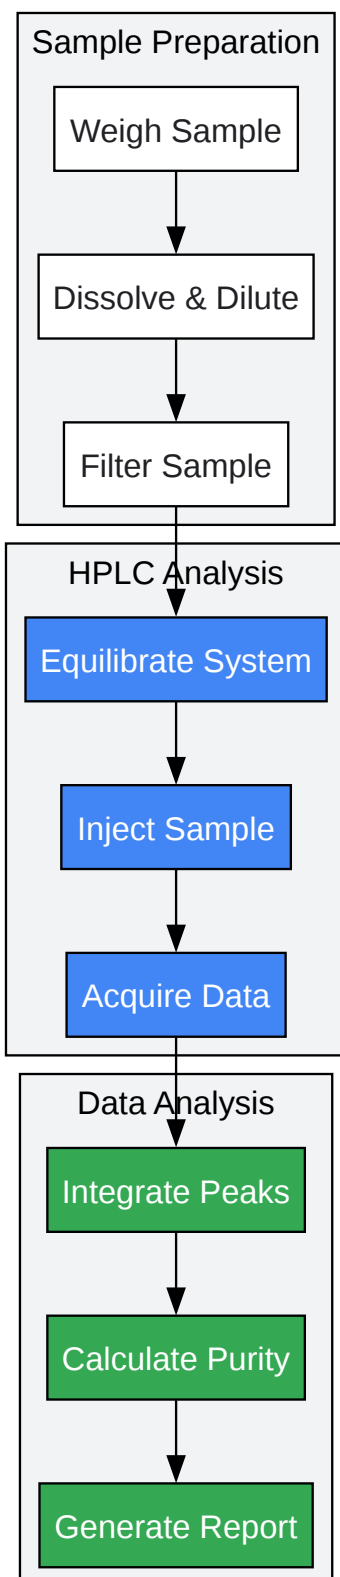 Sample Preparation
Weigh Sample
Dissolve & Dilute
Filter Sample
HPLC Analysis
Equilibrate System
Inject Sample
Acquire Data
Data Analysis
Integrate Peaks
Calculate Purity
Generate Report